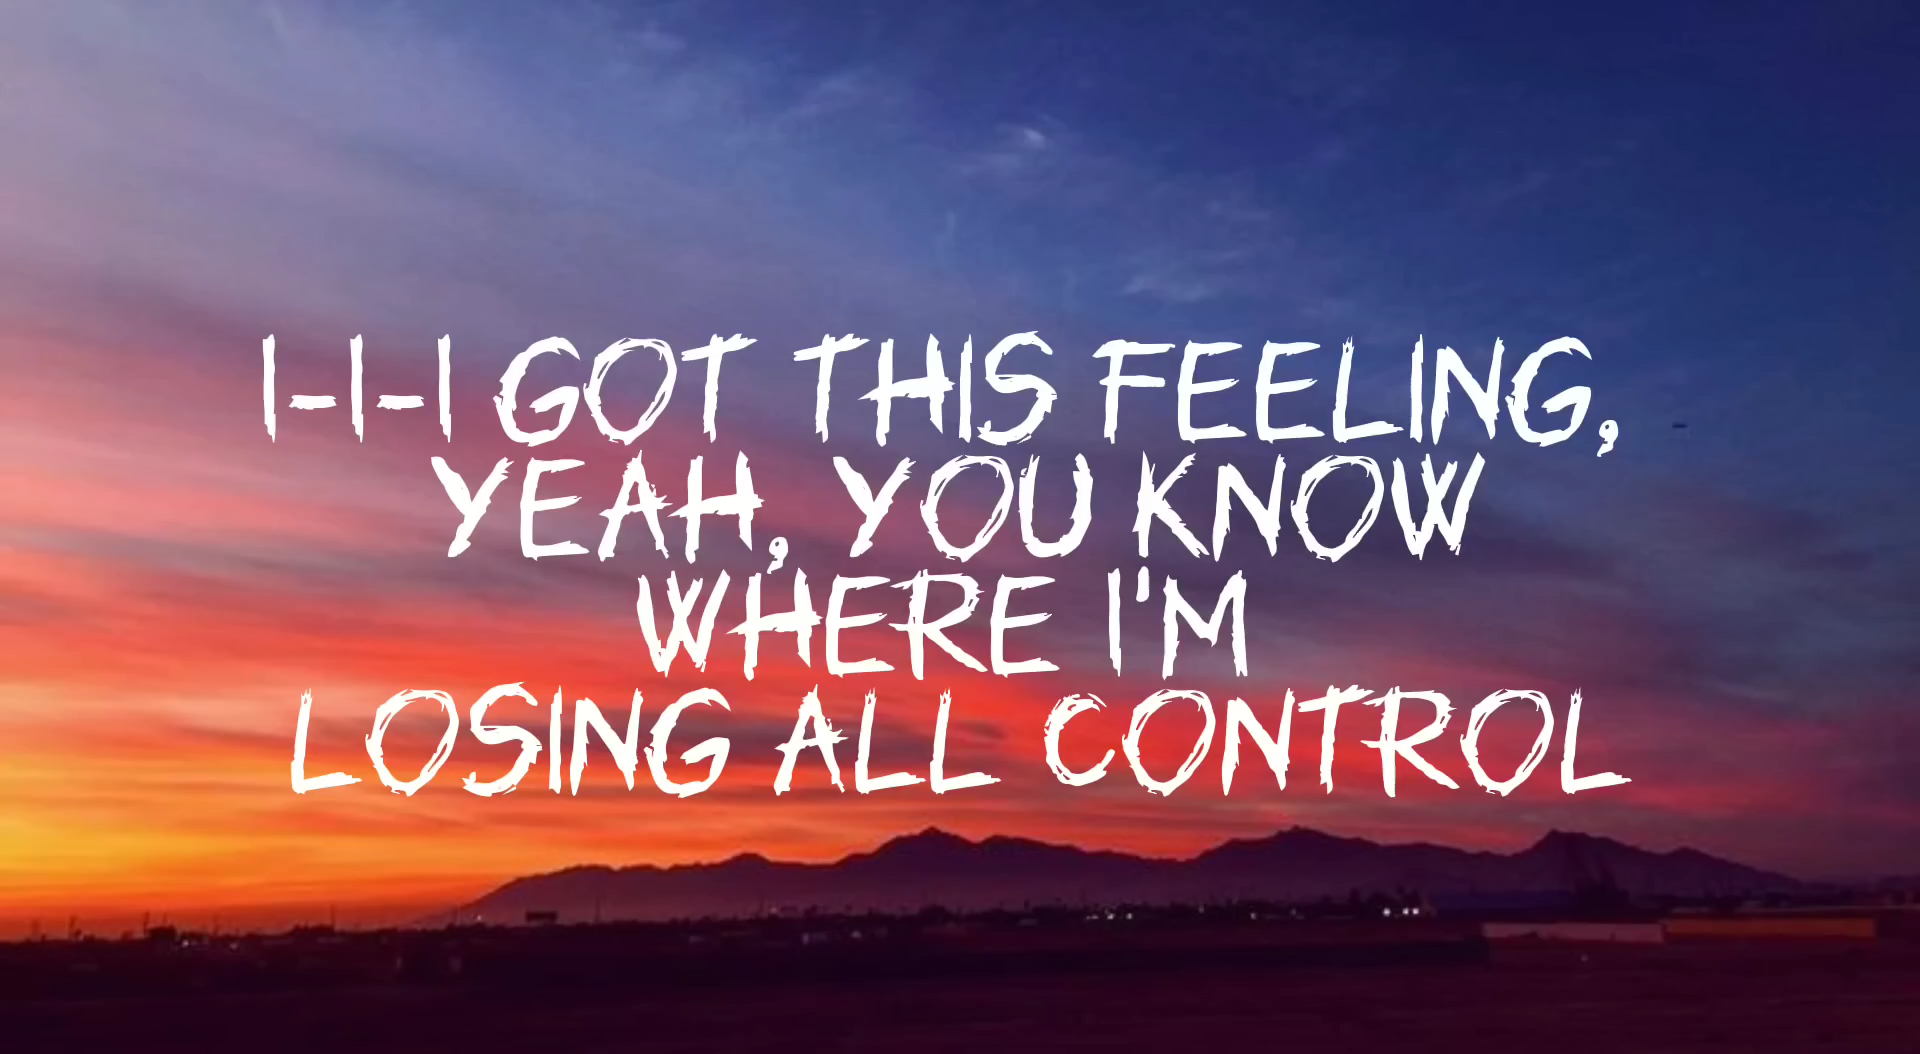 I-I-I GOT THIS FEELING,
YEAH, YOU KNOW
WHERE I'M
LOSING ALL CONTROL